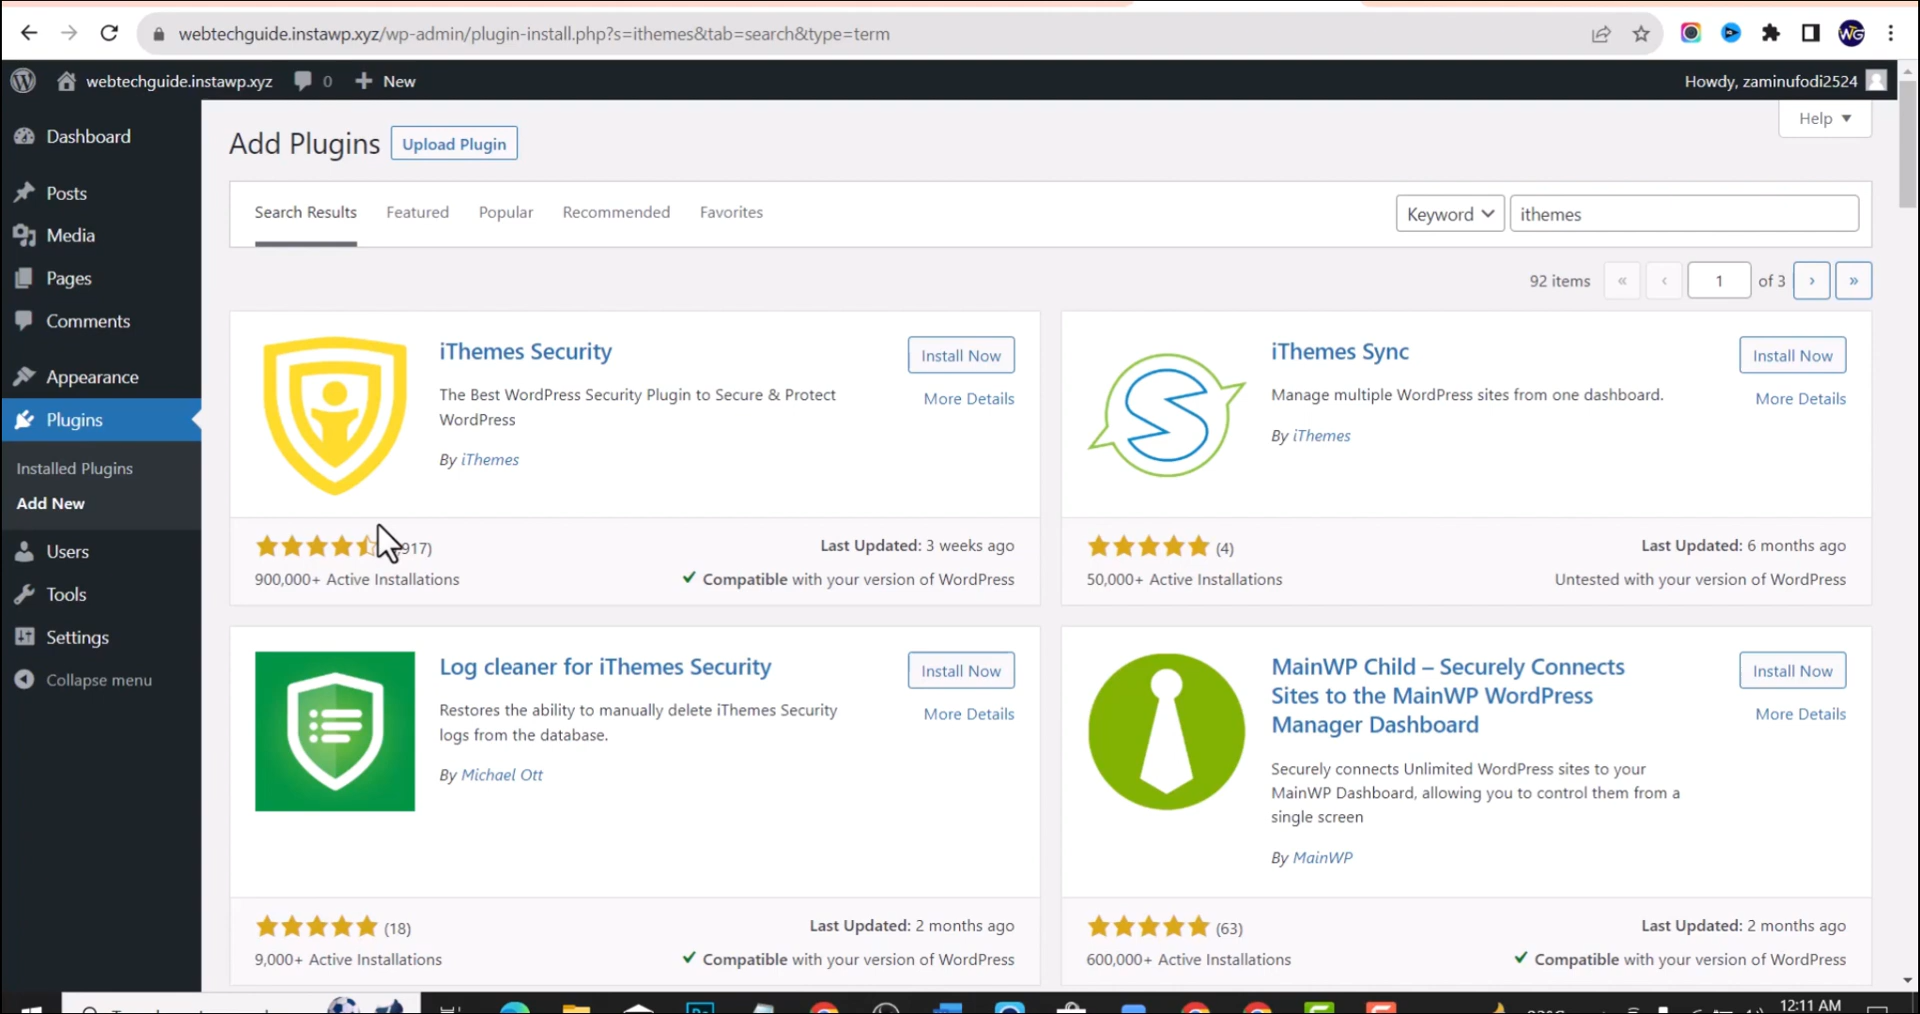 webtechguide.instawp.xyz/wp-admin/plugin-install.php?s=ithemes&tab=search&type=term
WG
webtechguide.instawp.xyz 0 New
Howdy, zaminufodi2524
Dashboard
Posts
Media
Pages
Comments
Appearance
Plugins
Installed Plugins
Add New
Users
Tools
Settings
Collapse menu
Help
Add Plugins Upload Plugin
Search Results Featured Popular Recommended Favorites
Keyword ithemes
92 items « ‹ 1 of 3 › »
iThemes Security
Install Now
The Best WordPress Security Plugin to Secure & Protect
WordPress
More Details
By iThemes
917)
Last Updated: 3 weeks ago
900,000+ Active Installations
Compatible with your version of WordPress
iThemes Sync
Install Now
Manage multiple WordPress sites from one dashboard.
More Details
By iThemes
(4)
Last Updated: 6 months ago
50,000+ Active Installations
Untested with your version of WordPress
Log cleaner for iThemes Security
Install Now
Restores the ability to manually delete iThemes Security
logs from the database.
More Details
By Michael Ott
(18)
Last Updated: 2 months ago
9,000+ Active Installations
Compatible with your version of WordPress
MainWP Child – Securely Connects
Sites to the MainWP WordPress
Manager Dashboard
Install Now
More Details
Securely connects Unlimited WordPress sites to your
MainWP Dashboard, allowing you to control them from a
single screen
By MainWP
(63)
Last Updated: 2 months ago
600,000+ Active Installations
Compatible with your version of WordPress
12:11 AM